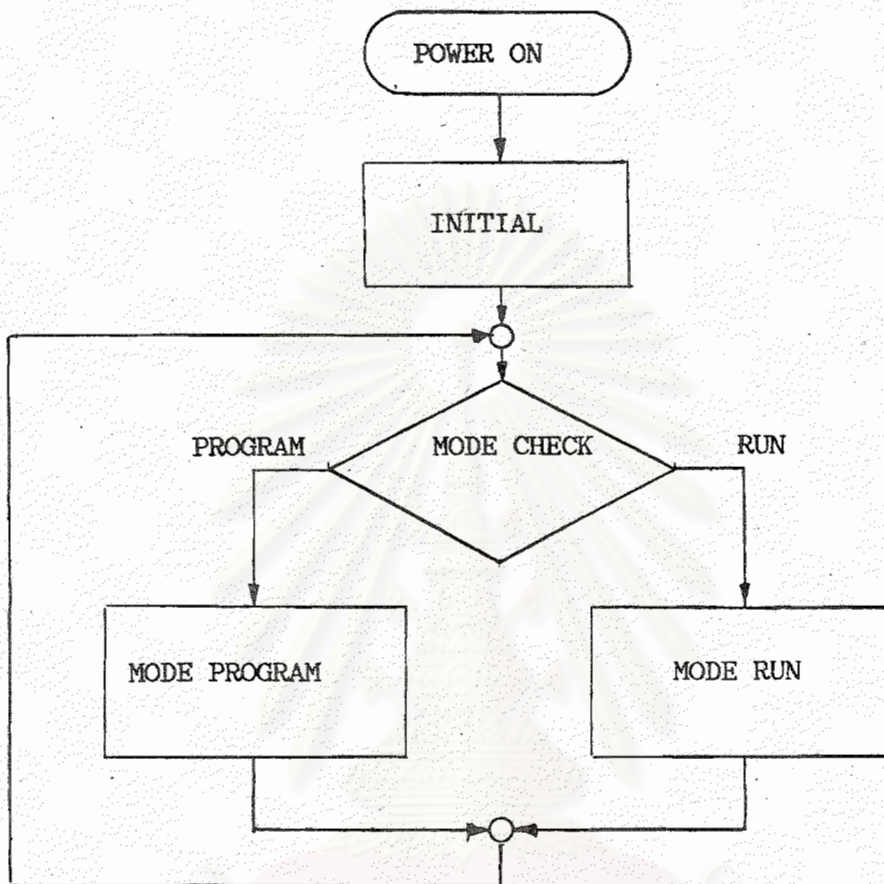 POWER ON
INITIAL
MODE CHECK
PROGRAM
RUN
MODE PROGRAM
MODE RUN